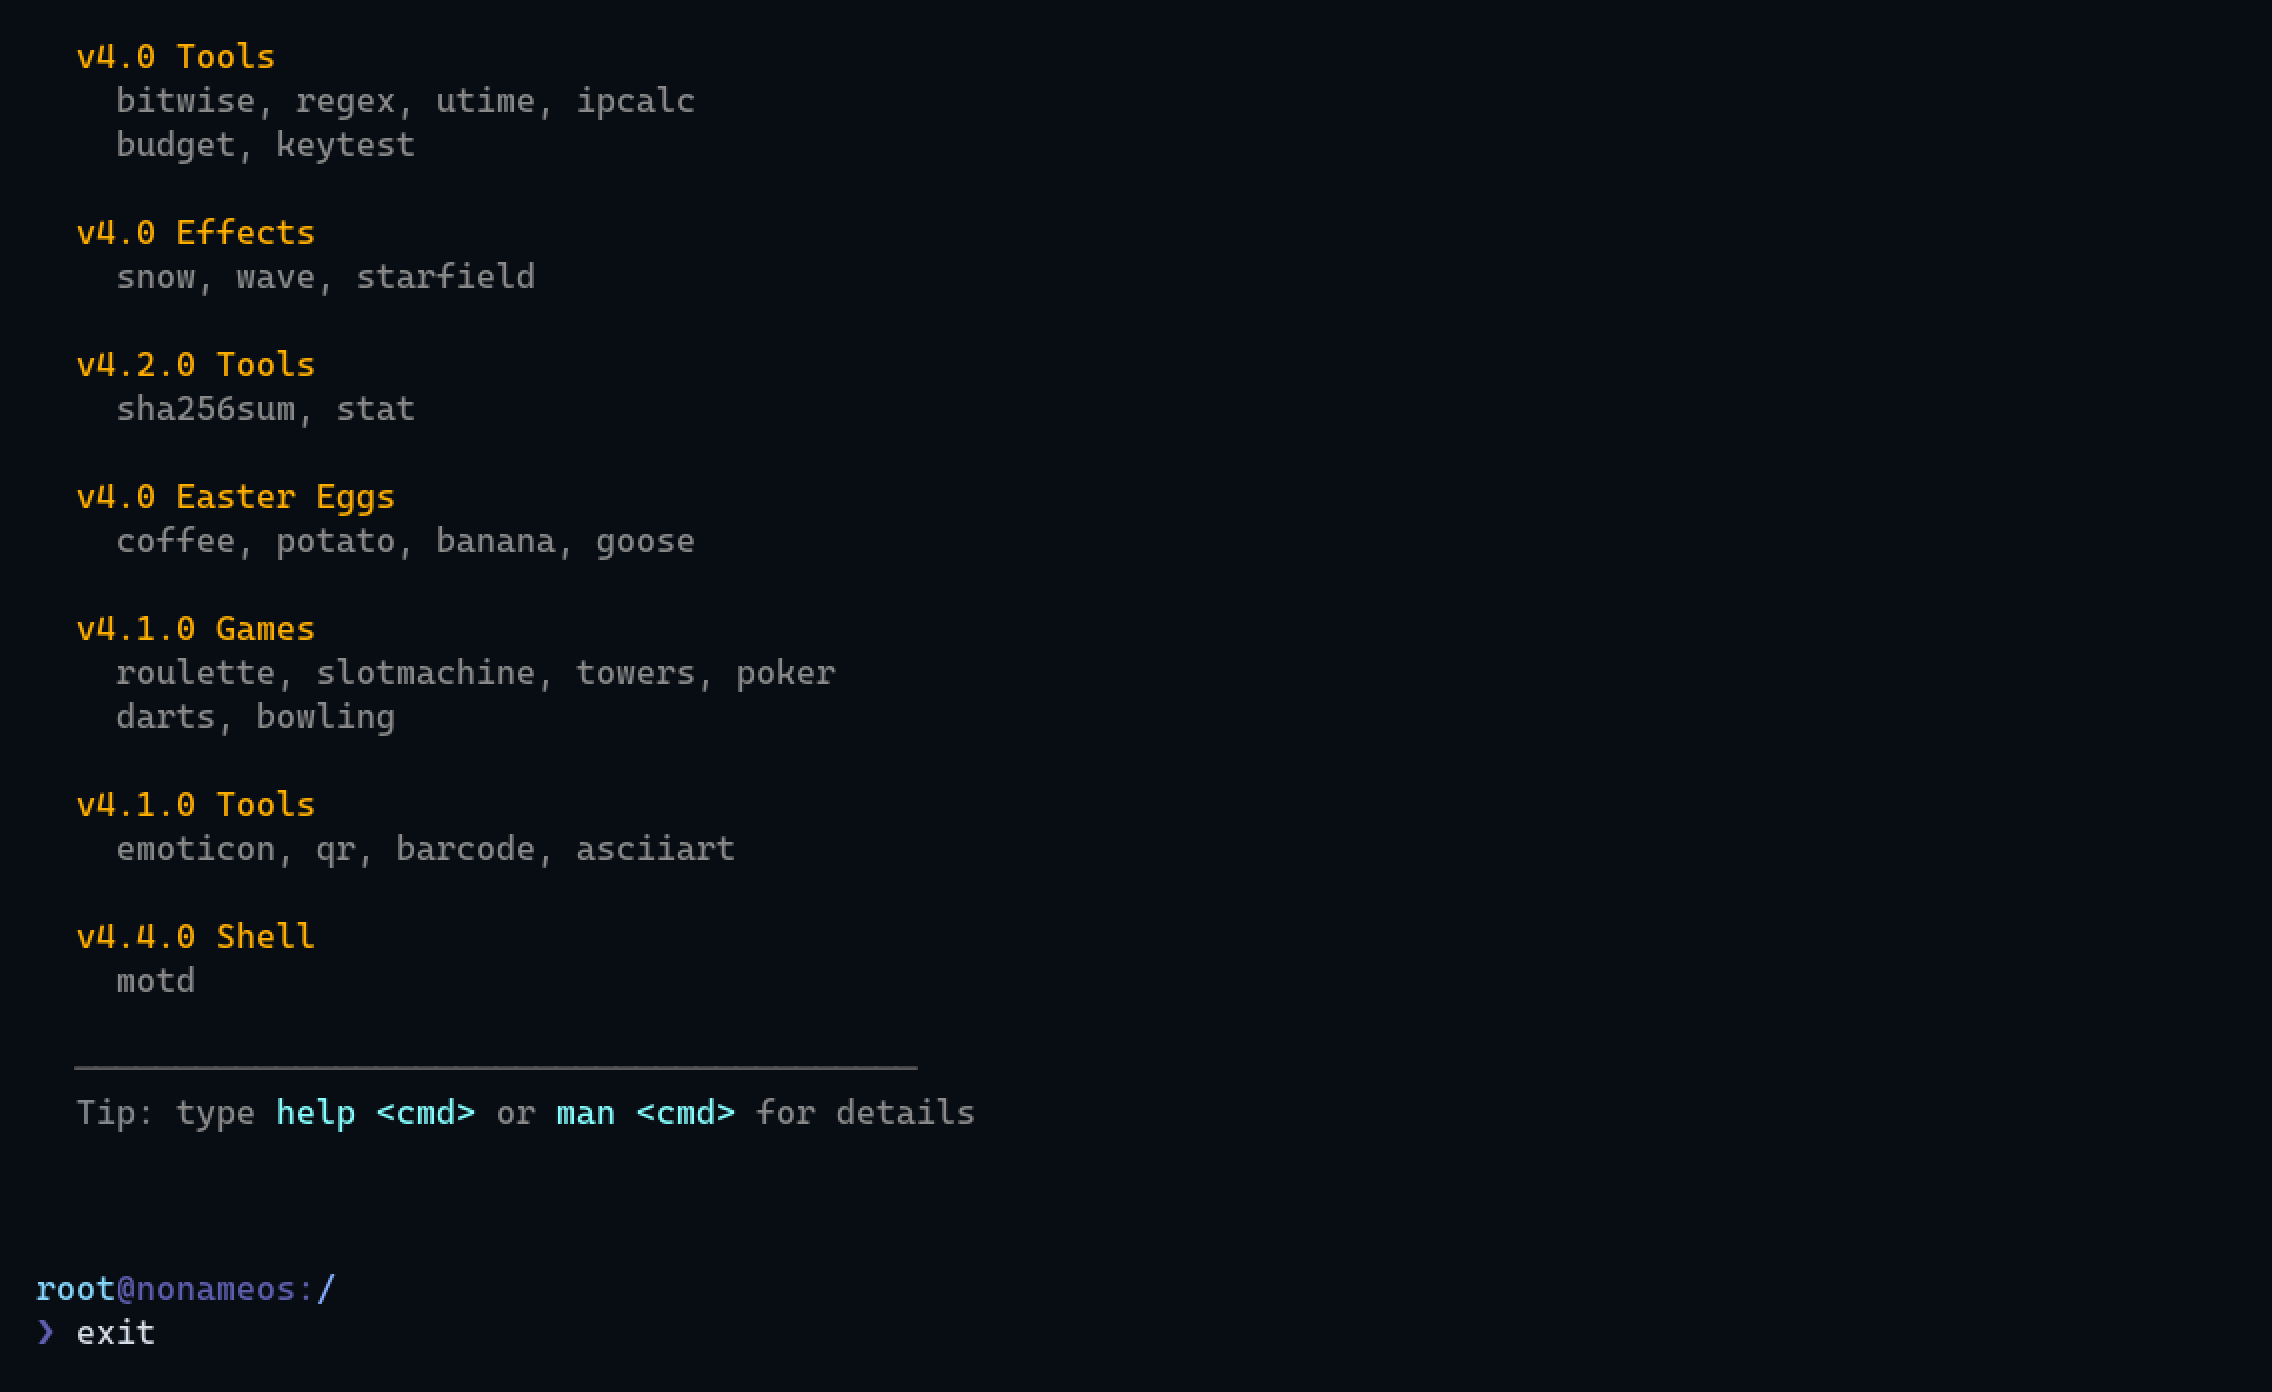 v4.0 Tools
bitwise, regex, utime, ipcalc
budget, keytest
v4.0 Effects
snow, wave, starfield
v4.2.0 Tools
sha256sum, stat
v4.0 Easter Eggs
coffee, potato, banana, goose
v4.1.0 Games
roulette, slotmachine, towers, poker
darts, bowling
v4.1.0 Tools
emoticon, qr, barcode, asciiart
v4.4.0 Shell
motd
Tip: type help <cmd> or man <cmd> for details
root@nonameos:/
❯ exit